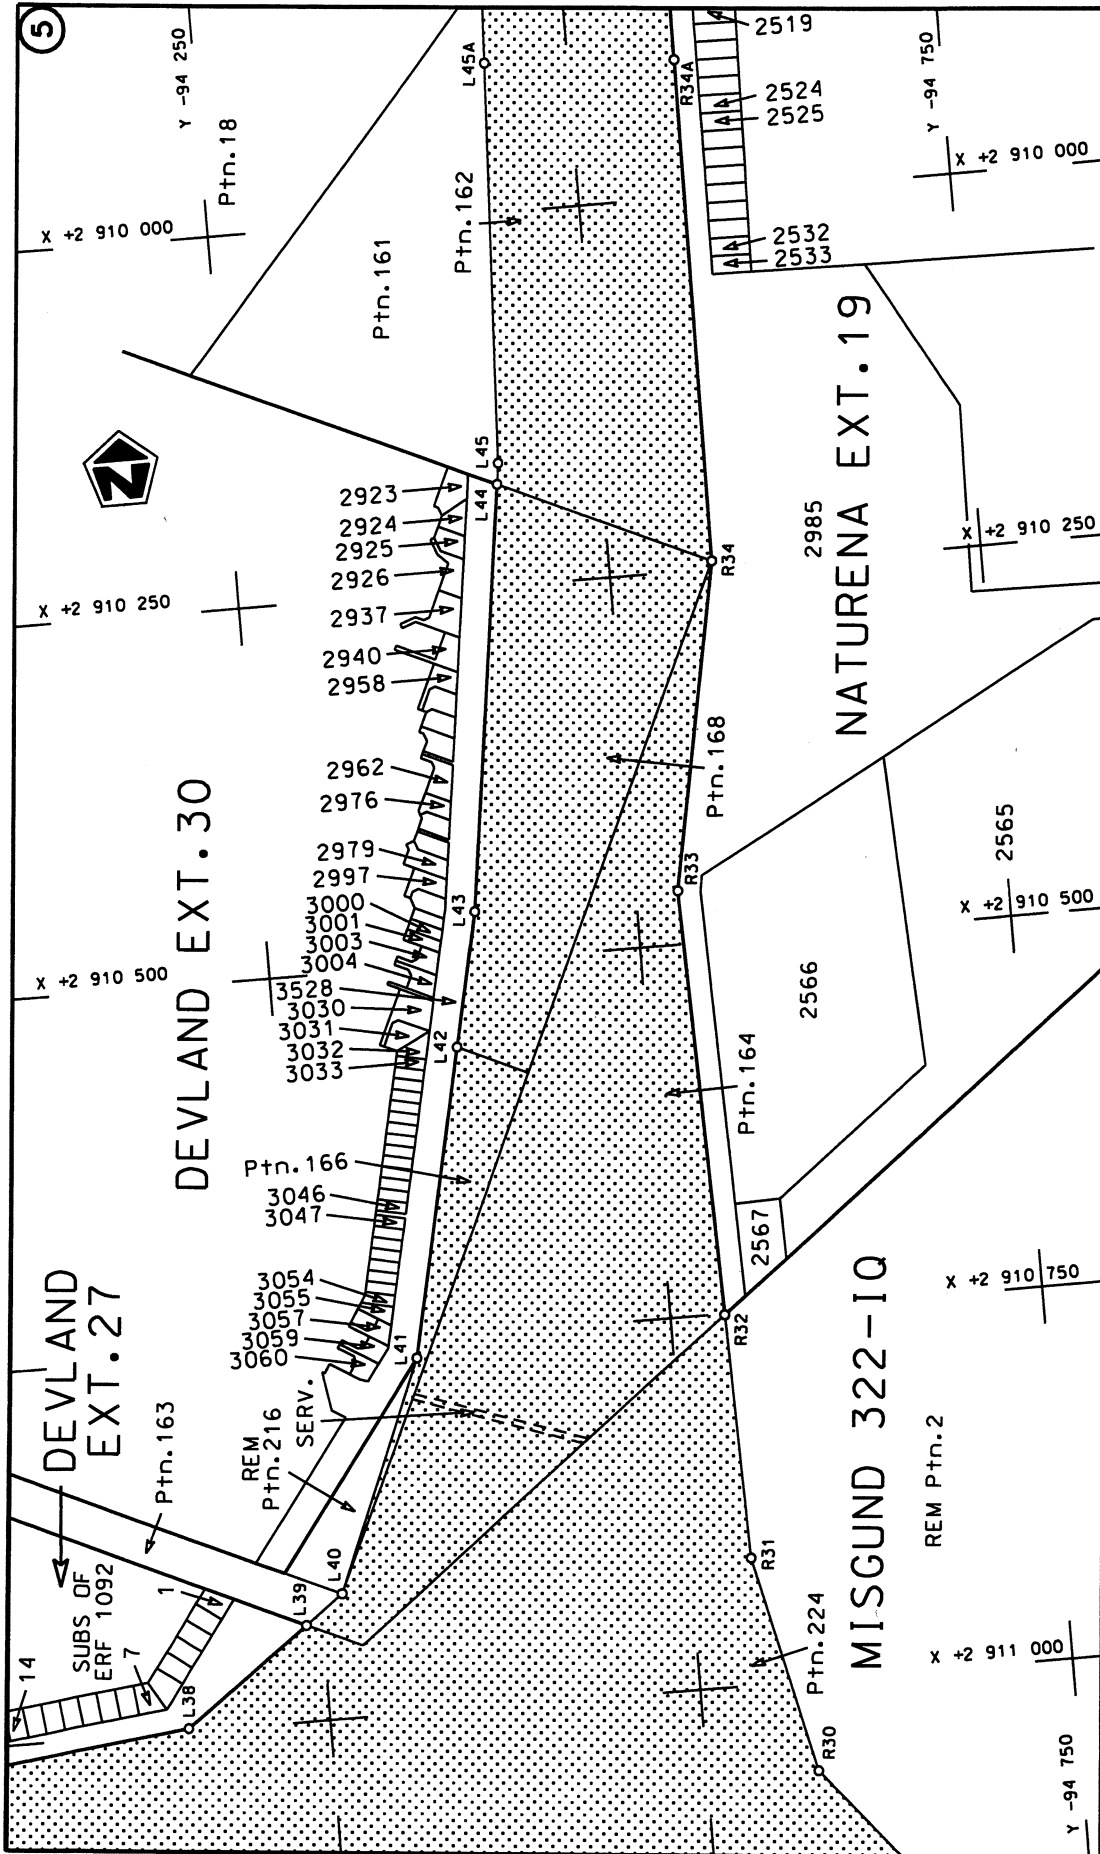 5
Y -94 250
Ptn.18
X +2 910 000
L45A
Ptn.162
Ptn.161
2519
R34A
2524
2525
Y -94 750
X +2 910 000
2532
2533
N
L45
L44
2923
2924
2925
2926
2937
2940
2958
X +2 910 250
R34
2985
NATURENA EXT.19
X +2 910 250
DEVLAND EXT.30
2962
2976
2979
2997
3000
3001
3003
3004
3528
3030
3031
3032
3033
X +2 910 500
L43
L42
Ptn.168
R33
2565
X +2 910 500
2566
Ptn.164
Ptn.166
3046
3047
3054
3055
3057
3059
3060
L41
2567
R32
X +2 910 750
DEVLAND
EXT.27
Ptn.163
REM
Ptn.216
SERV.
MISGUND 322-IQ
REM Ptn.2
L40
L39
R31
SUBS OF
ERF 1092
1
7
14
L38
Ptn.224
X +2 911 000
R30
Y -94 750